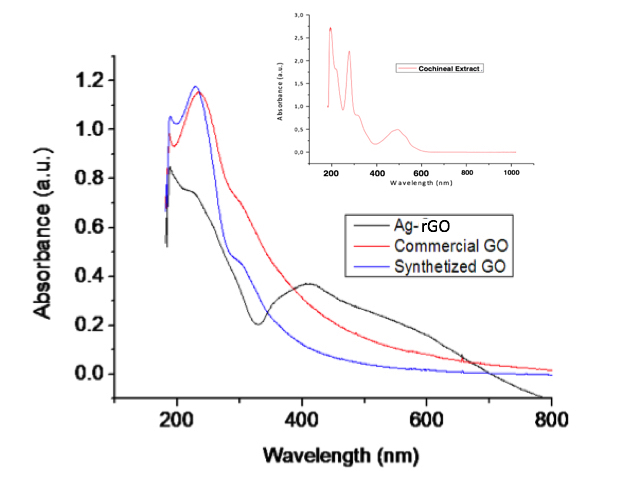 3,0
2,5
2,0
1,5
1,0
0,5
0,0
Absorbance (a.u.)
Cochineal Extract
200 400 600 800 1000
Wavelength (nm)
1.2
1.0
0.8
0.6
0.4
0.2
0.0
Absorbance (a.u.)
Ag-rGO
Commercial GO
Synthetized GO
200 400 600 800
Wavelength (nm)